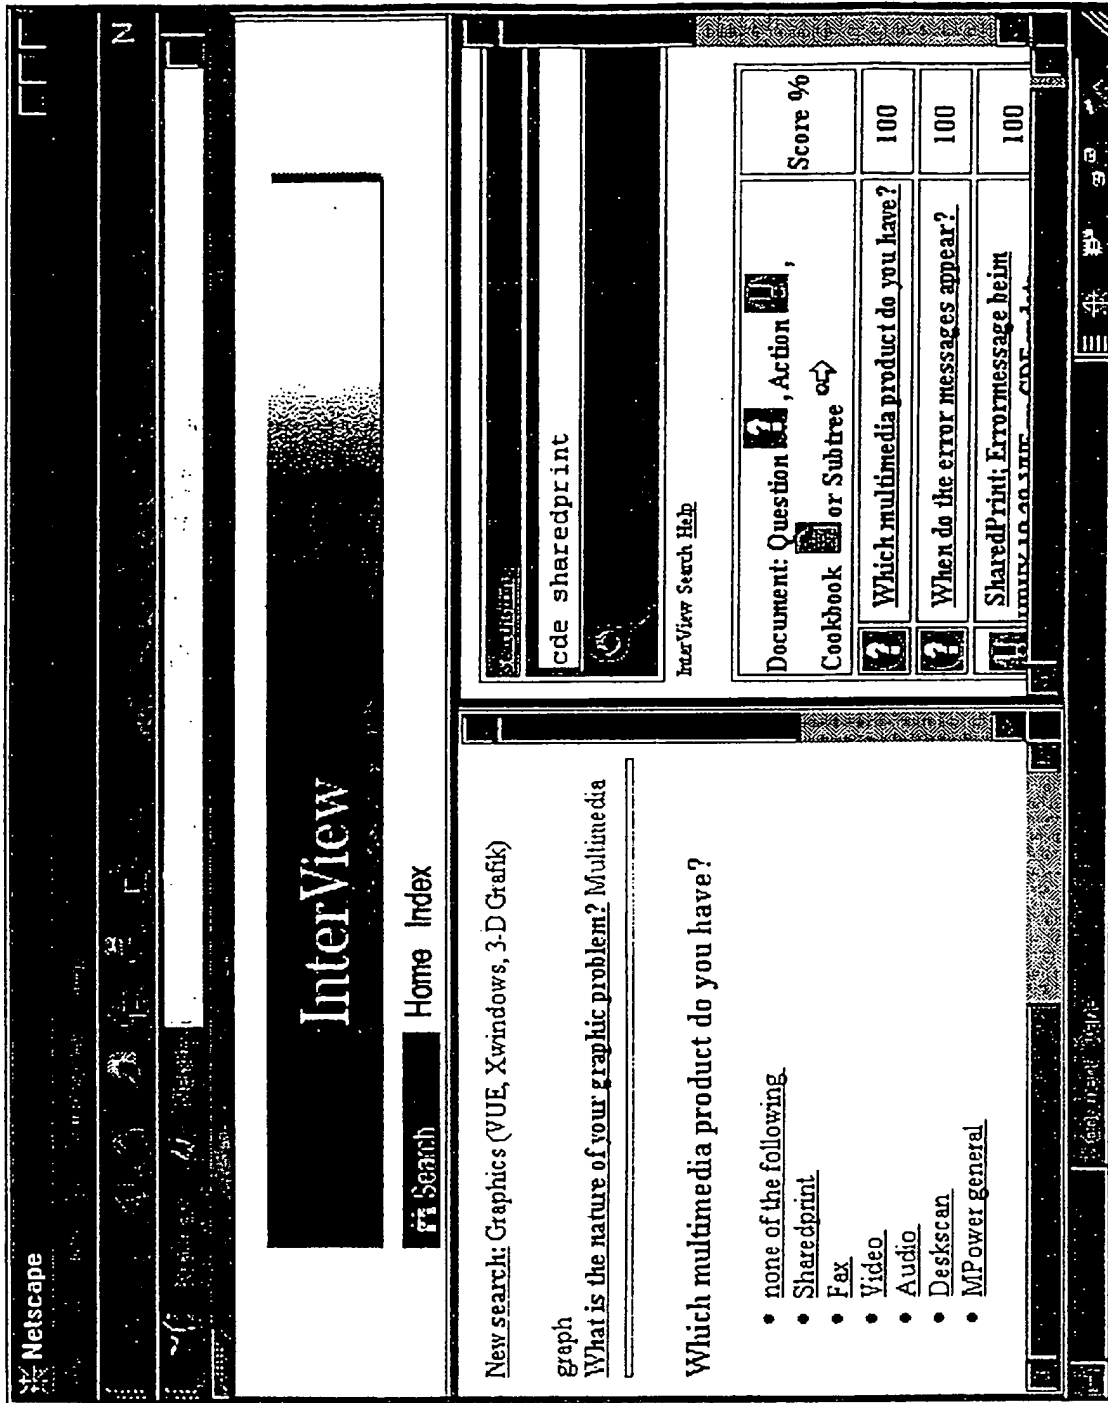 Netscape
N
InterView
Search Home Index
New search: Graphics (VUE, Xwindows, 3-D Grafik)
graph
What is the nature of your graphic problem? Multimedia
Which multimedia product do you have?
• none of the following
• Sharedprint
• Fax
• Video
• Audio
• Deskscan
• MPower general
cde sharedprint
InterView Search Help
Document: Question ?, Action ,
Cookbook or Subtree
Score %
? Which multimedia product do you have? 100
? When do the error messages appear? 100
SharedPrint; Errormessage beim 100